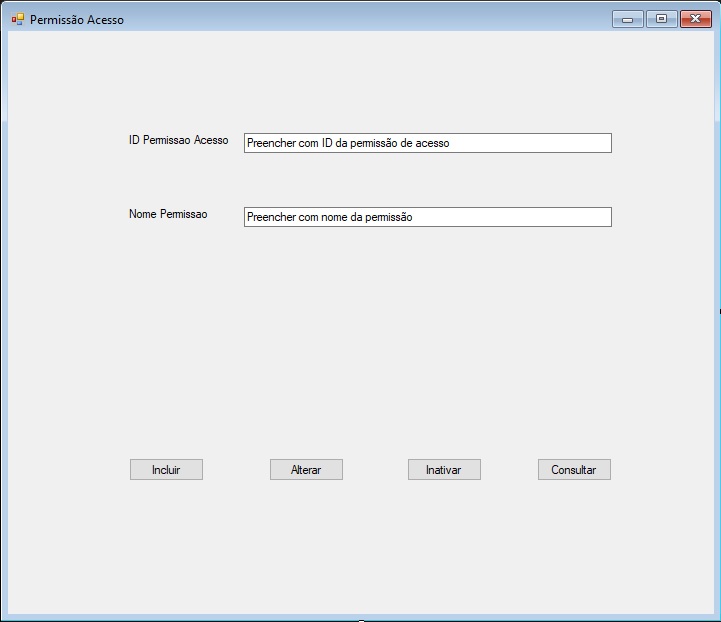 Permissão Acesso
ID Permissao Acesso Preencher com ID da permissão de acesso
Nome Permissao Preencher com nome da permissão
Incluir Alterar Inativar Consultar